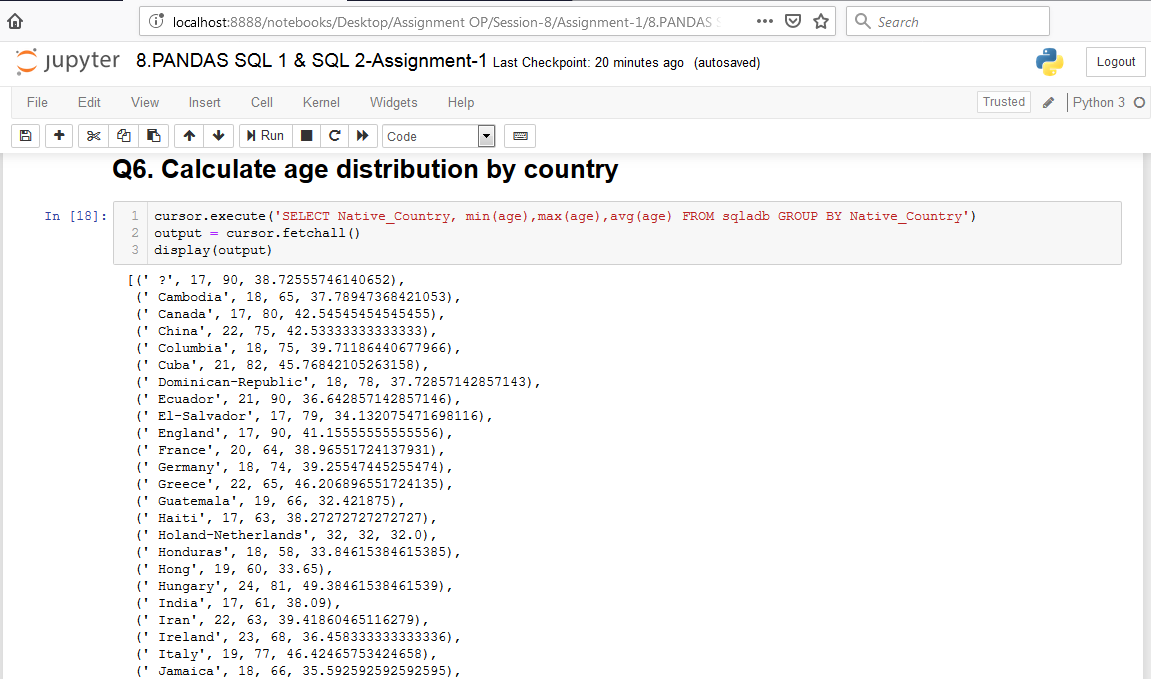 localhost:8888/notebooks/Desktop/Assignment OP/Session-8/Assignment-1/8.PANDAS S
Search
jupyter 8.PANDAS SQL 1 & SQL 2-Assignment-1 Last Checkpoint: 20 minutes ago (autosaved)
Logout
File Edit View Insert Cell Kernel Widgets Help
Trusted
Python 3
Run
Code
Q6. Calculate age distribution by country
In [18]:
1 cursor.execute('SELECT Native_Country, min(age),max(age),avg(age) FROM sqladb GROUP BY Native_Country')
2 output = cursor.fetchall()
3 display(output)
[(' ?', 17, 90, 38.72555746140652),
(' Cambodia', 18, 65, 37.78947368421053),
(' Canada', 17, 80, 42.54545454545455),
(' China', 22, 75, 42.53333333333333),
(' Columbia', 18, 75, 39.71186440677966),
(' Cuba', 21, 82, 45.76842105263158),
(' Dominican-Republic', 18, 78, 37.72857142857143),
(' Ecuador', 21, 90, 36.642857142857146),
(' El-Salvador', 17, 79, 34.132075471698116),
(' England', 17, 90, 41.15555555555556),
(' France', 20, 64, 38.96551724137931),
(' Germany', 18, 74, 39.25547445255474),
(' Greece', 22, 65, 46.206896551724135),
(' Guatemala', 19, 66, 32.421875),
(' Haiti', 17, 63, 38.27272727272727),
(' Holand-Netherlands', 32, 32, 32.0),
(' Honduras', 18, 58, 33.84615384615385),
(' Hong', 19, 60, 33.65),
(' Hungary', 24, 81, 49.38461538461539),
(' India', 17, 61, 38.09),
(' Iran', 22, 63, 39.41860465116279),
(' Ireland', 23, 68, 36.458333333333336),
(' Italy', 19, 77, 46.42465753424658),
(' Jamaica', 18, 66, 35.592592592592595),